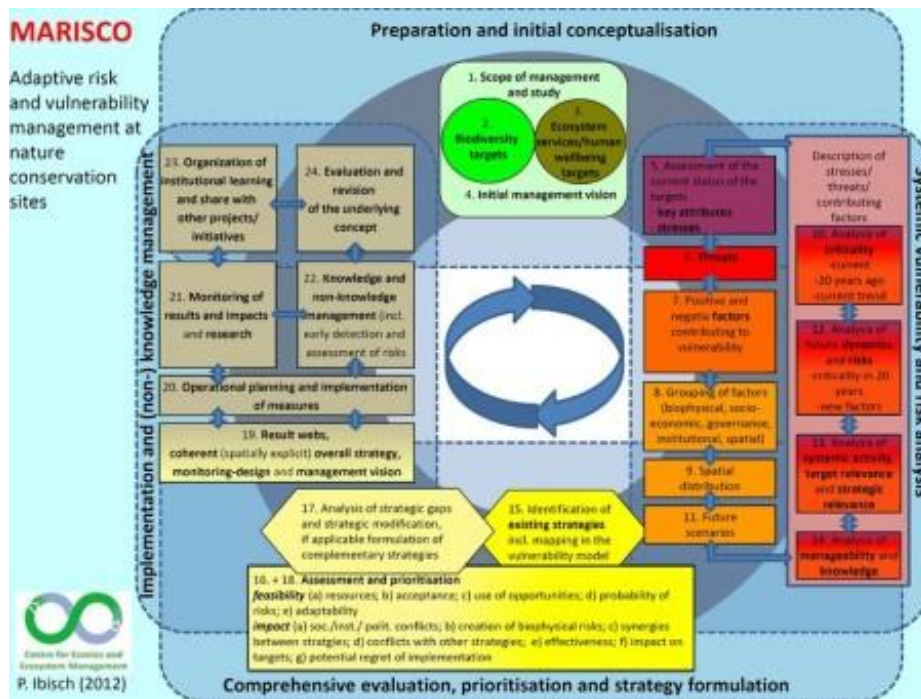 MARISCO
Adaptive risk
and vulnerability
management at
nature
conservation
sites
Preparation and initial conceptualisation
1. Scope of management
and study
2.
Biodiversity
targets
3.
Ecosystem
services/human
wellbeing
targets
4. Initial management vision
Systemic vulnerability and risk analysis
5. Assessment of the
current status of the
targets
key attributes
stresses
Threats
7. Positive and
negativ factors
contributing to
vulnerability
8. Grouping of factors
(biophysical, socio-
economic, governance,
institutional, spatial)
9. Spatial
distribution
11. Future
scenarios
Description of
stresses/
threats/
contributing
factors
10. Analysis of
criticality
-current
-20 years ago
-current trend
12. Analysis of
future dynamics
and risks
-criticality in 20
years
-new factors
13. Analysis of
systemic activity,
target relevance
and strategic
relevance
14. Analysis of
manageability and
knowledge
Comprehensive evaluation, prioritisation and strategy formulation
15. Identification of
existing strategies
incl. mapping in the
vulnerability model
17. Analysis of strategic gaps
and strategic modification,
if applicable formulation of
complementary strategies
16. + 18. Assessment and prioritisation
feasibility (a) resources; b) acceptance; c) use of opportunities; d) probability of
risks; e) adaptability
impact (a) soc./inst./ polit. conflicts; b) creation of biophysical risks; c) synergies
between stratgies; d) conflicts with other strategies; e) effectiveness; f) impact on
targets; g) potential regret of implementation
Implementation and (non-) knowledge management
19. Result webs,
coherent (spatially explicit) overall strategy,
monitoring-design and management vision
20. Operational planning and implementation
of measures
21. Monitoring of
results and impacts
and research
22. Knowledge and
non-knowledge
management (incl.
early detection and
assessment of risks
23. Organization of
institutional learning
and share with
other projects/
initiatives
24. Evaluation and
revision
of the underlying
concept
Centre for Econics and
Ecosystem Management
P. Ibisch (2012)